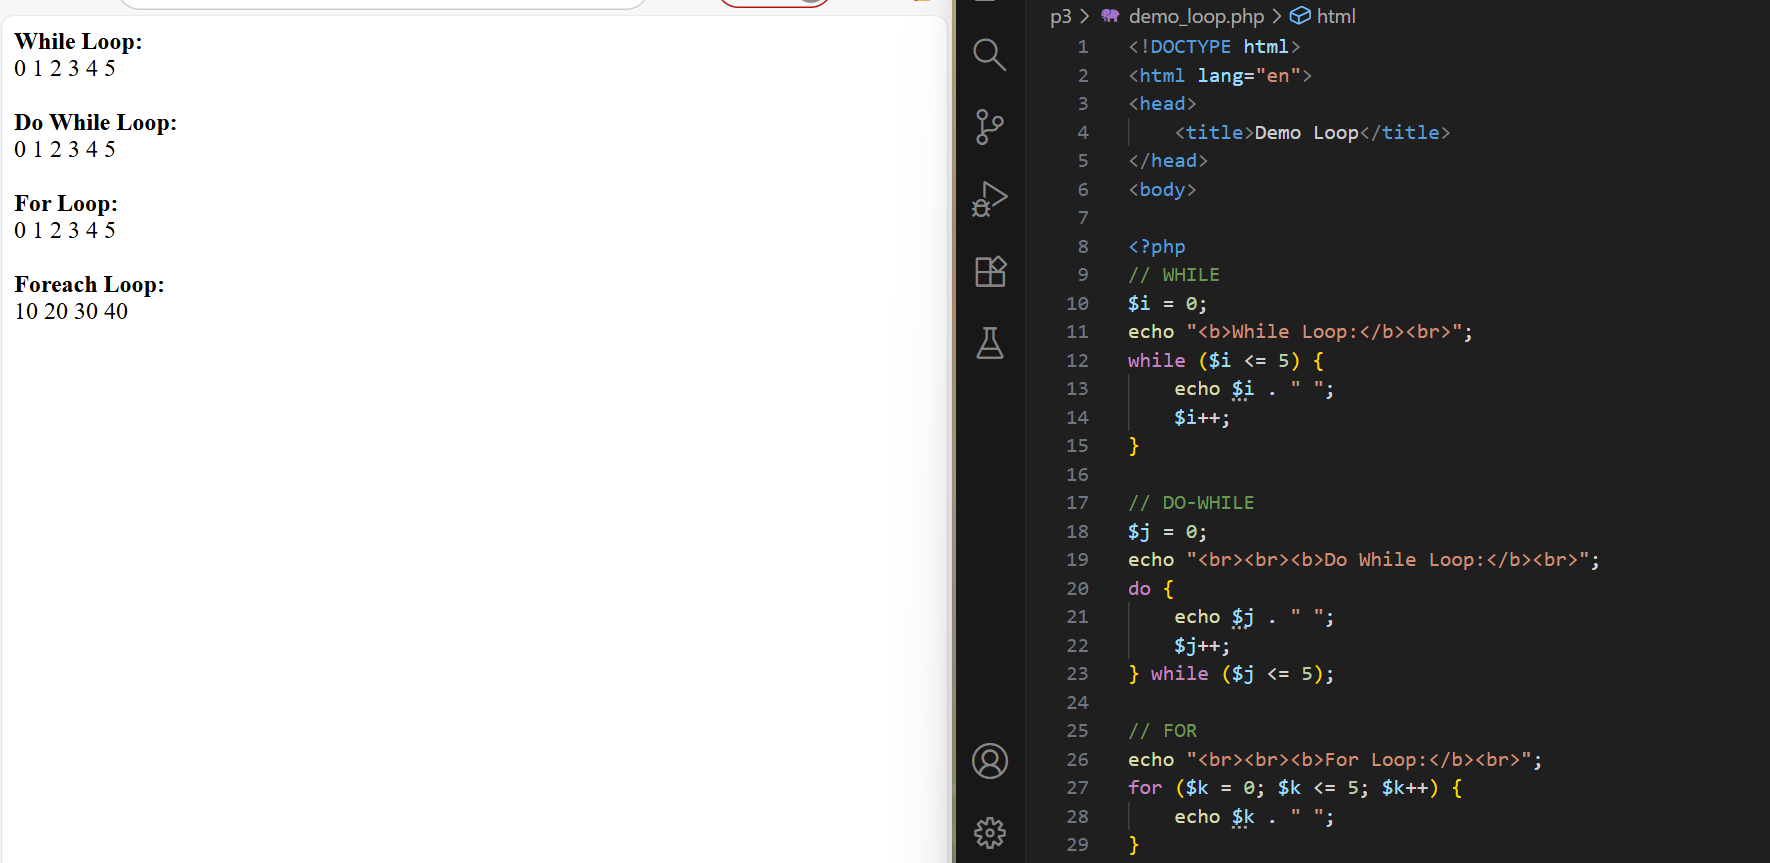 While Loop:
0 1 2 3 4 5
Do While Loop:
0 1 2 3 4 5
For Loop:
0 1 2 3 4 5
Foreach Loop:
10 20 30 40
p3 > demo_loop.php > html
1 <!DOCTYPE html>
2 <html lang="en">
3 <head>
4     <title>Demo Loop</title>
5 </head>
6 <body>
7
8 <?php
9 // WHILE
10 $i = 0;
11 echo "<b>While Loop:</b><br>";
12 while ($i <= 5) {
13     echo $i . " ";
14     $i++;
15 }
16
17 // DO-WHILE
18 $j = 0;
19 echo "<br><br><b>Do While Loop:</b><br>";
20 do {
21     echo $j . " ";
22     $j++;
23 } while ($j <= 5);
24
25 // FOR
26 echo "<br><br><b>For Loop:</b><br>";
27 for ($k = 0; $k <= 5; $k++) {
28     echo $k . " ";
29 }